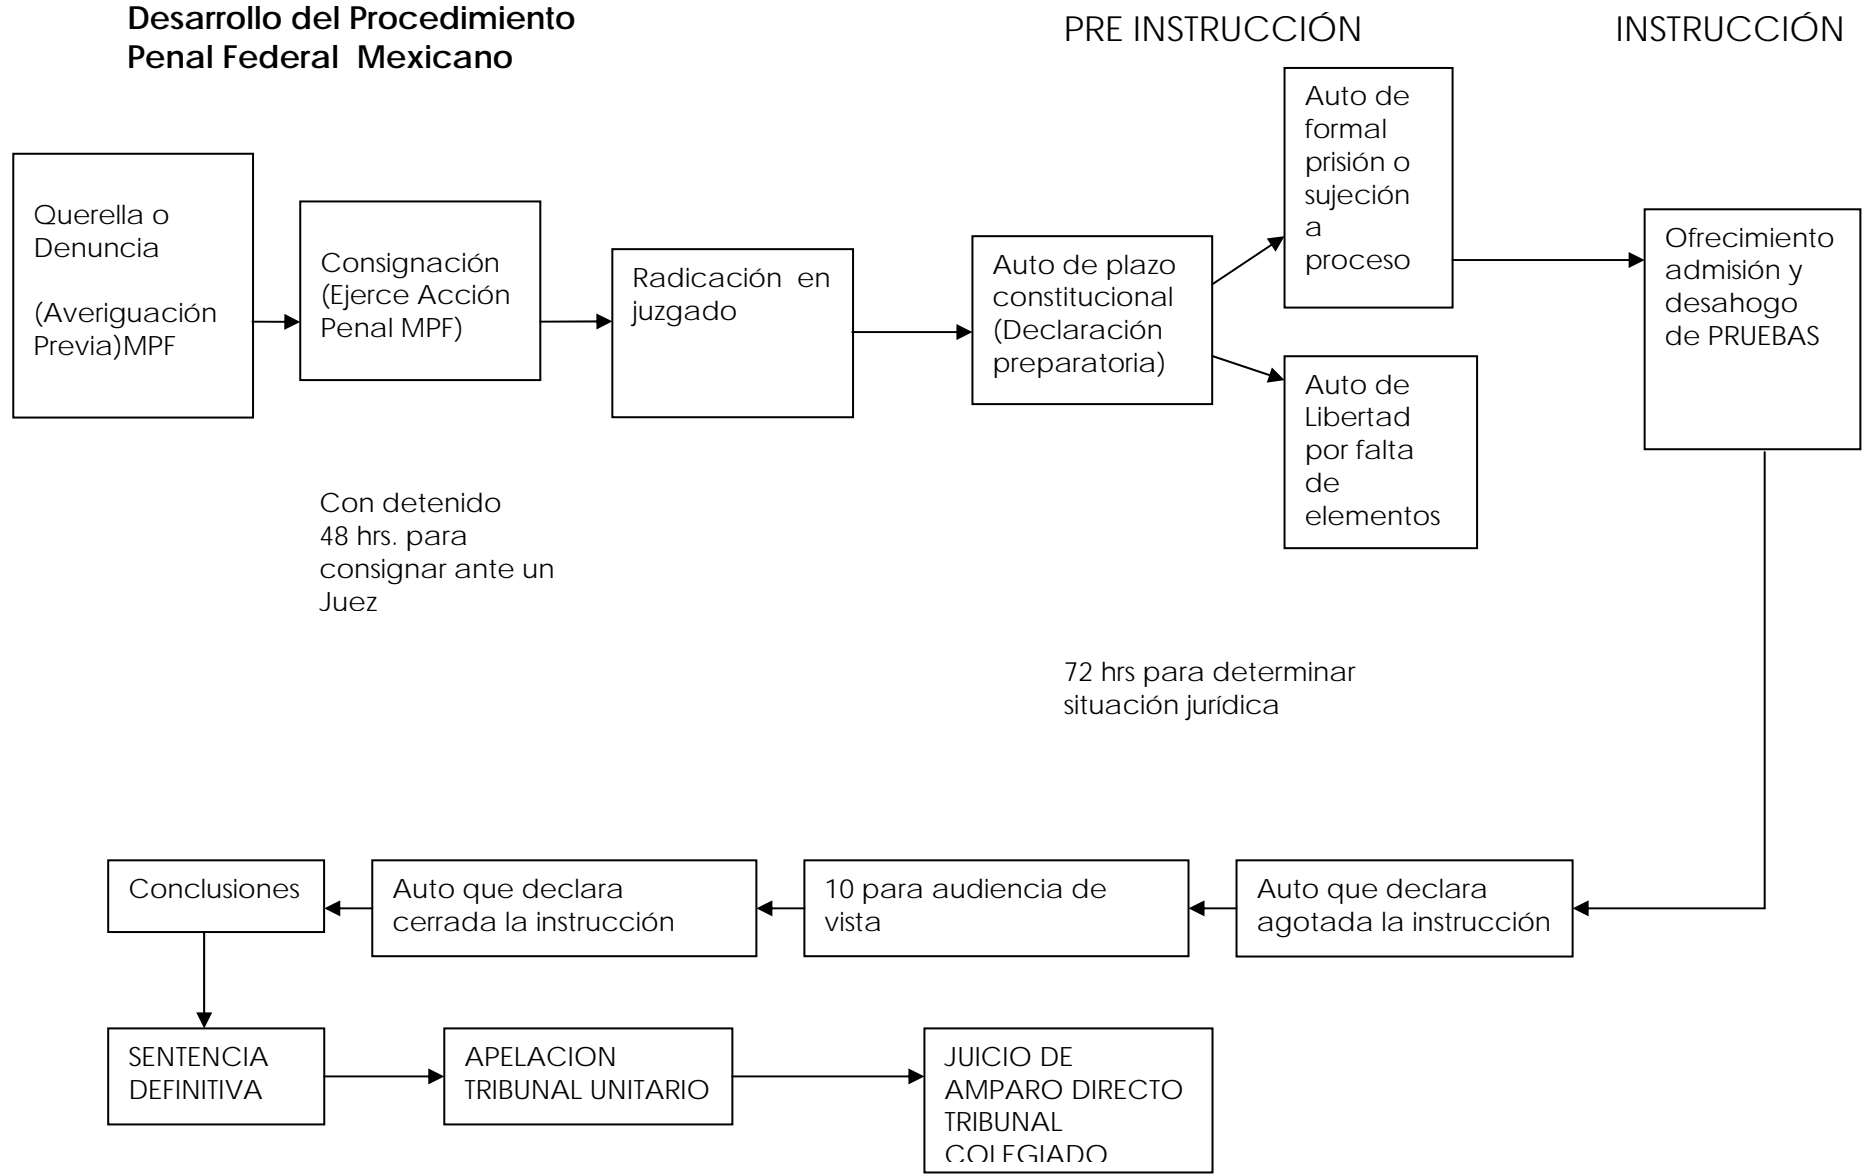 Desarrollo del Procedimiento
Penal Federal Mexicano
PRE INSTRUCCIÓN
INSTRUCCIÓN
Querella o
Denuncia
(Averiguación
Previa)MPF
Consignación
(Ejerce Acción
Penal MPF)
Radicación en
juzgado
Auto de plazo
constitucional
(Declaración
preparatoria)
Auto de
formal
prisión o
sujeción
a
proceso
Auto de
Libertad
por falta
de
elementos
Ofrecimiento
admisión y
desahogo
de PRUEBAS
Con detenido
48 hrs. para
consignar ante un
Juez
72 hrs para determinar
situación jurídica
Auto que declara
agotada la instrucción
10 para audiencia de
vista
Auto que declara
cerrada la instrucción
Conclusiones
SENTENCIA
DEFINITIVA
APELACION
TRIBUNAL UNITARIO
JUICIO DE
AMPARO DIRECTO
TRIBUNAL
COLEGIADO